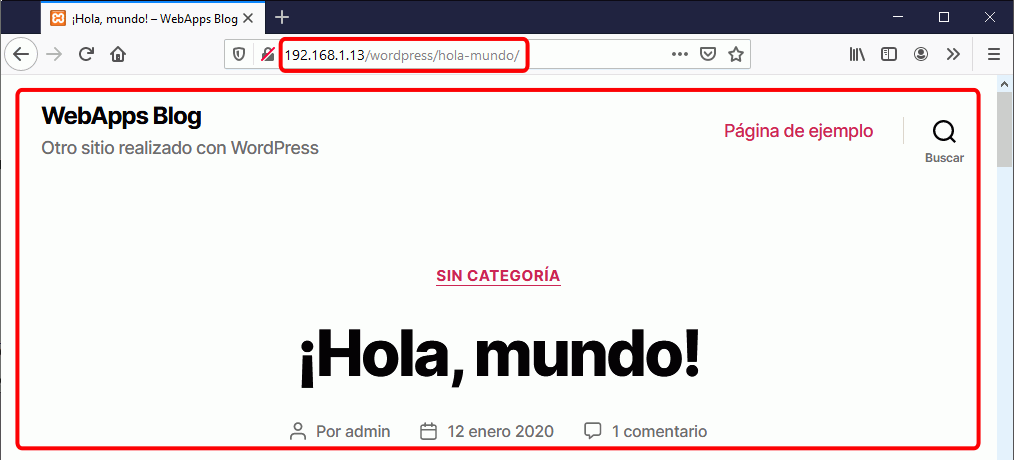 ¡Hola, mundo! – WebApps Blog
192.168.1.13/wordpress/hola-mundo/
WebApps Blog
Otro sitio realizado con WordPress
Página de ejemplo
Buscar
SIN CATEGORÍA
¡Hola, mundo!
Por admin 12 enero 2020 1 comentario